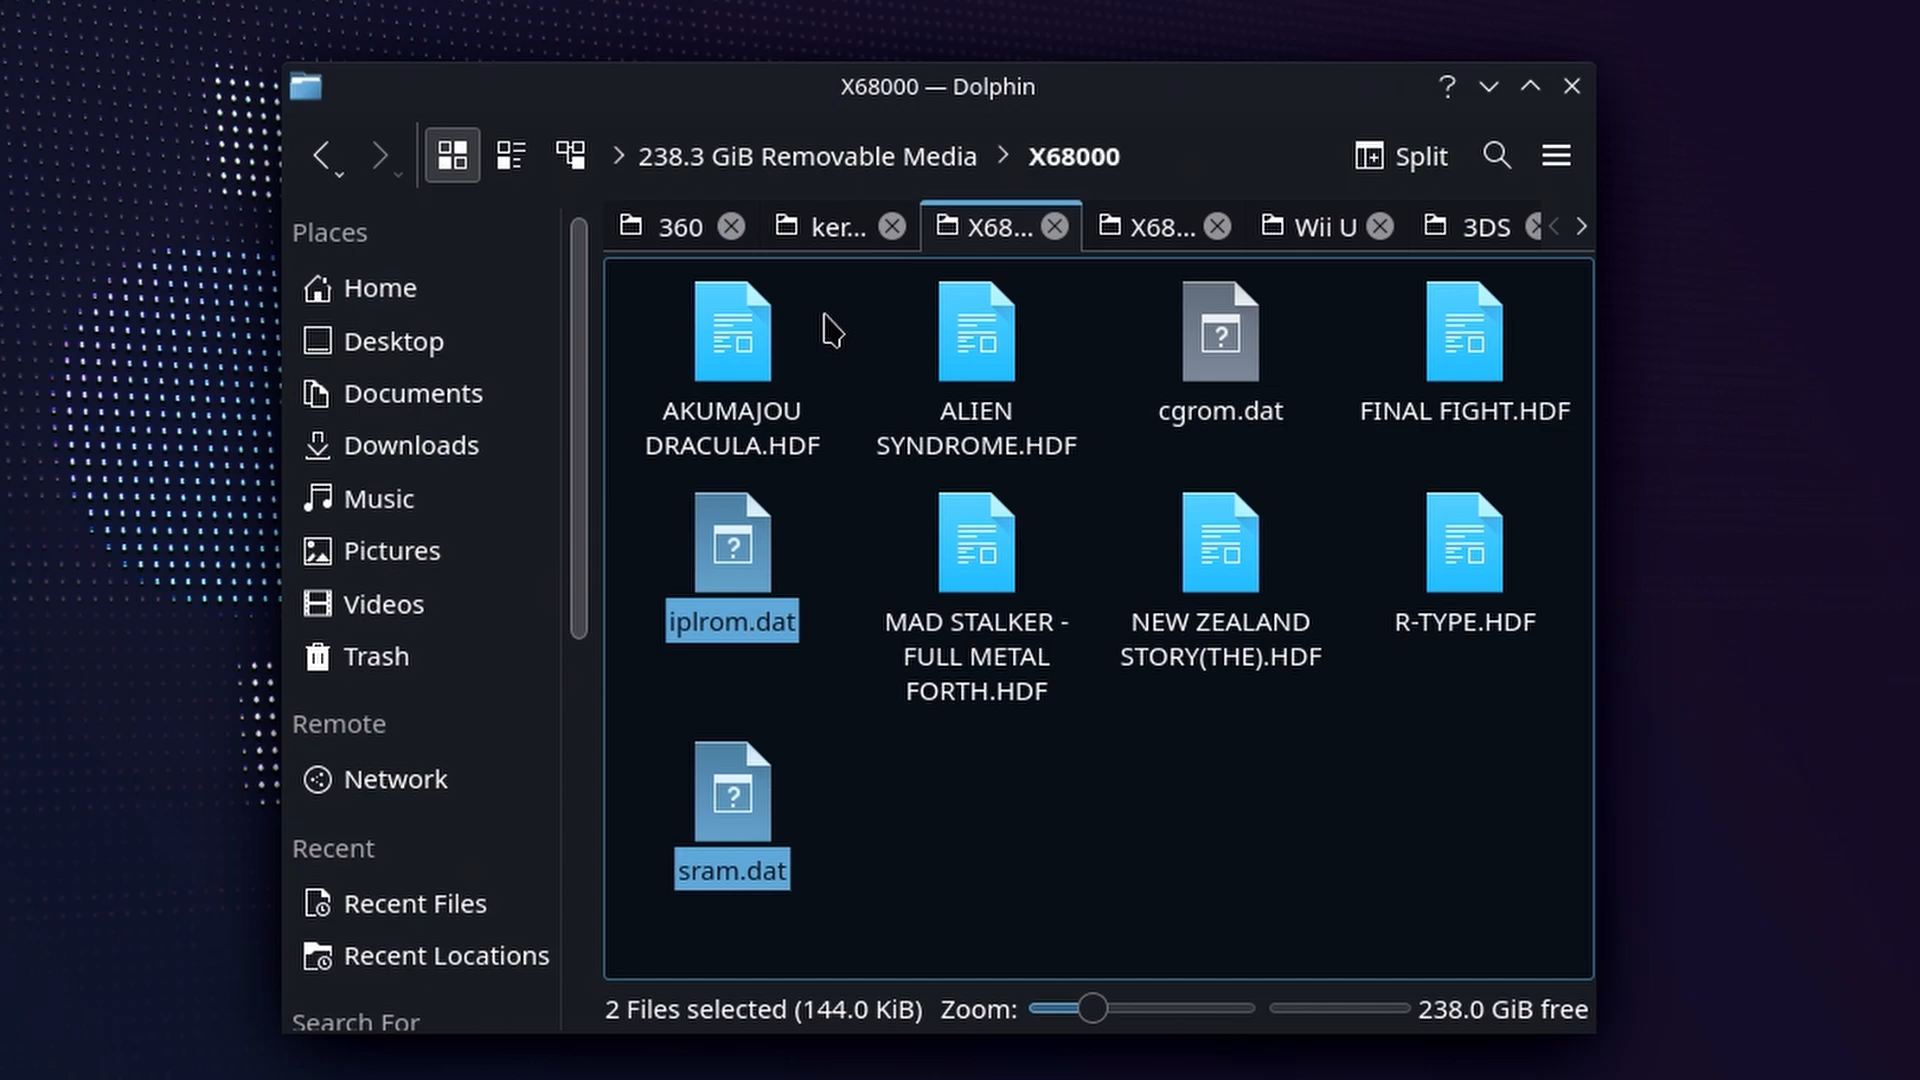 X68000 — Dolphin
238.3 GiB Removable Media
X68000
Split
360
ker...
X68...
X68...
Wii U
3DS
Places
Home
Desktop
Documents
Downloads
Music
Pictures
Videos
Trash
Remote
Network
Recent
Recent Files
Recent Locations
Search For
AKUMAJOU
DRACULA.HDF
ALIEN
SYNDROME.HDF
cgrom.dat
FINAL FIGHT.HDF
iplrom.dat
MAD STALKER -
FULL METAL
FORTH.HDF
NEW ZEALAND
STORY(THE).HDF
R-TYPE.HDF
sram.dat
2 Files selected (144.0 KiB)
Zoom:
238.0 GiB free